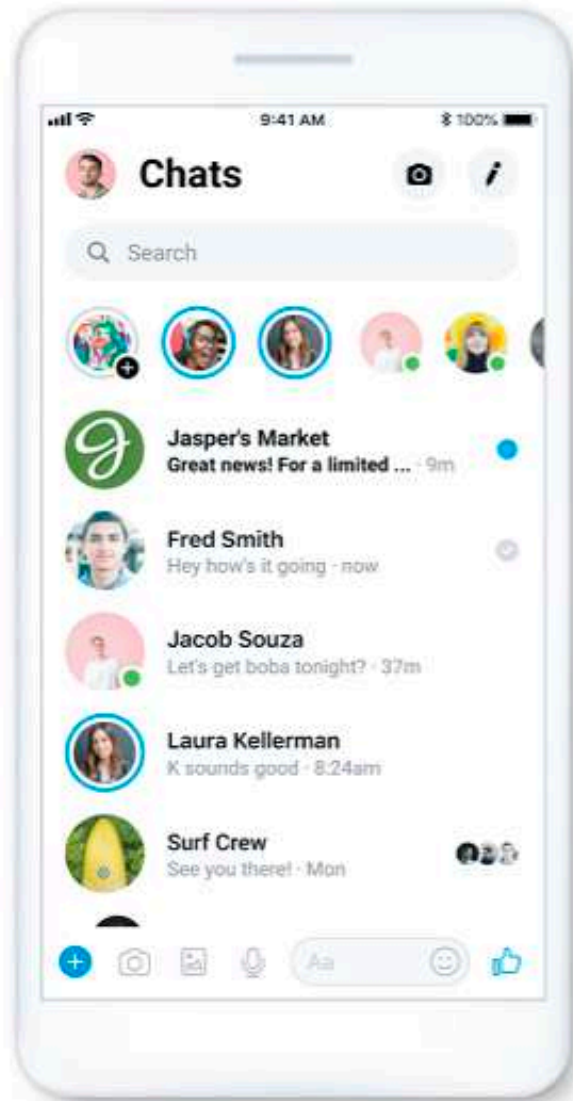 9:41 AM
100%
Chats
Search
Jasper's Market
Great news! For a limited ... · 9m
Fred Smith
Hey how's it going · now
Jacob Souza
Let's get boba tonight? · 37m
Laura Kellerman
K sounds good · 8:24am
Surf Crew
See you there! · Mon
Aa